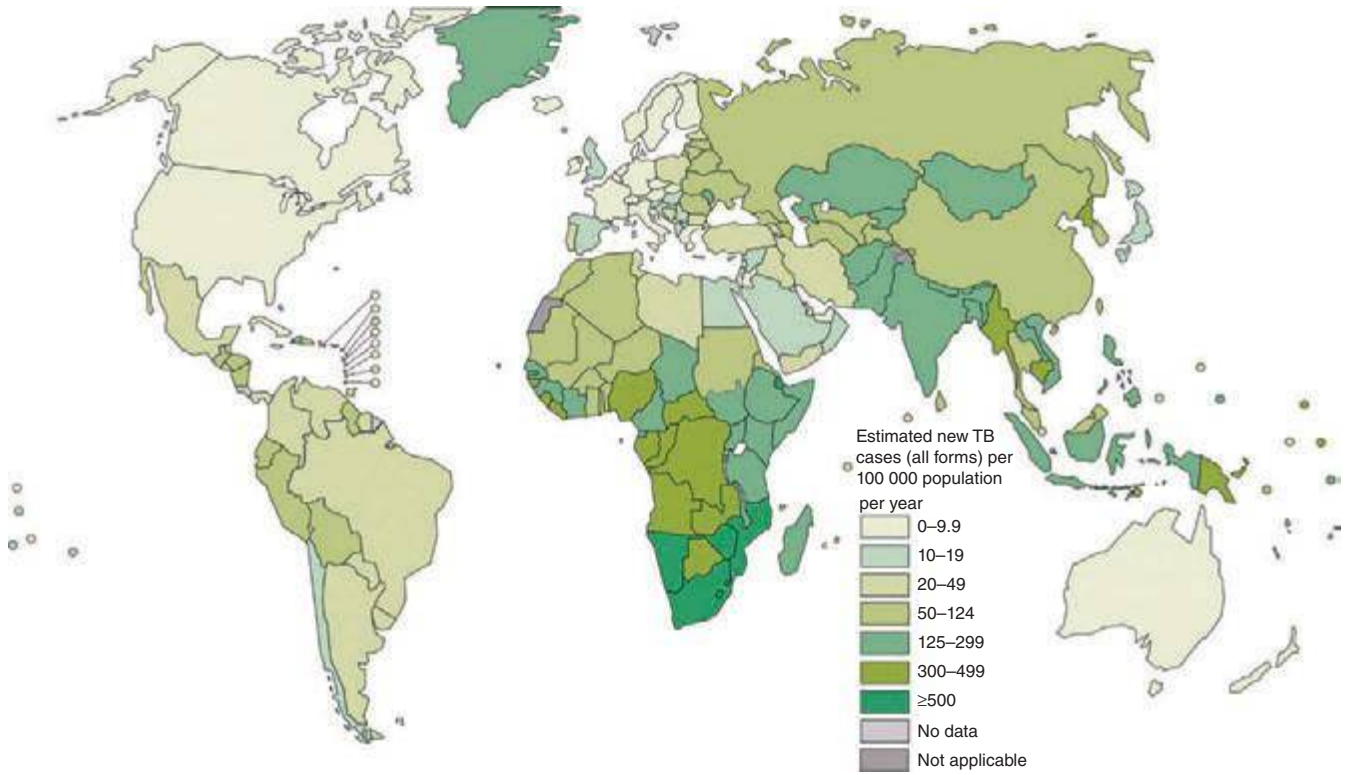 Estimated new TB
cases (all forms) per
100 000 population
per year
0–9.9
10–19
20–49
50–124
125–299
300–499
≥500
No data
Not applicable